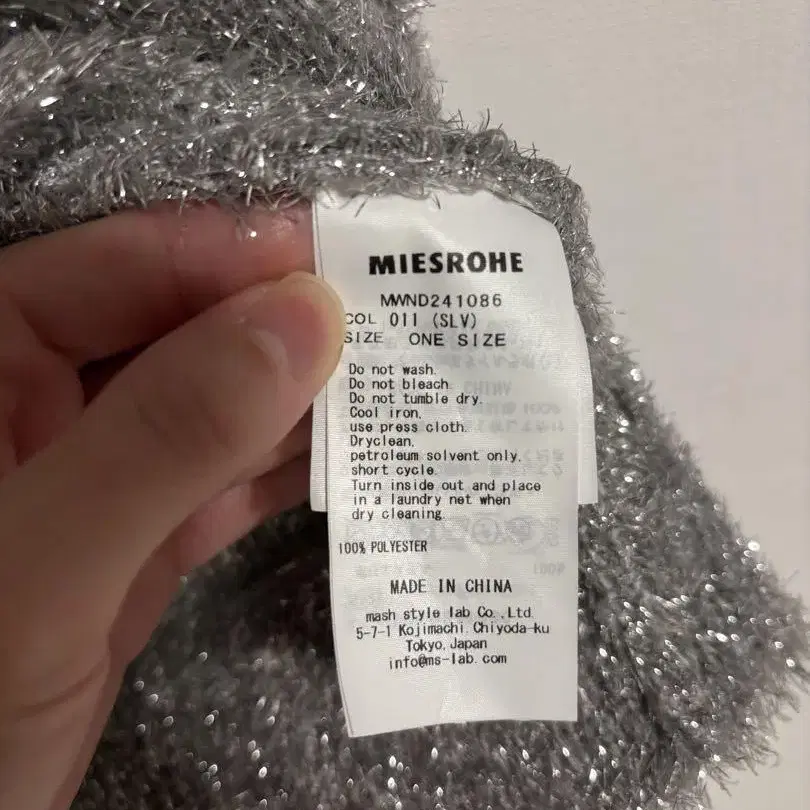 MIESROHE
MWND241086
COL 011 (SLV)
SIZE ONE SIZE
Do not wash.
Do not bleach.
Do not tumble dry.
Cool iron.
use press cloth.
Dryclean.
petroleum solvent only.
short cycle.
Turn inside out and place
in a laundry net when
dry cleaning.
100% POLYESTER
MADE IN CHINA
mash style lab Co.,Ltd.
5-7-1 Kojimachi Chiyoda-ku
Tokyo, Japan
info@ms-lab.com